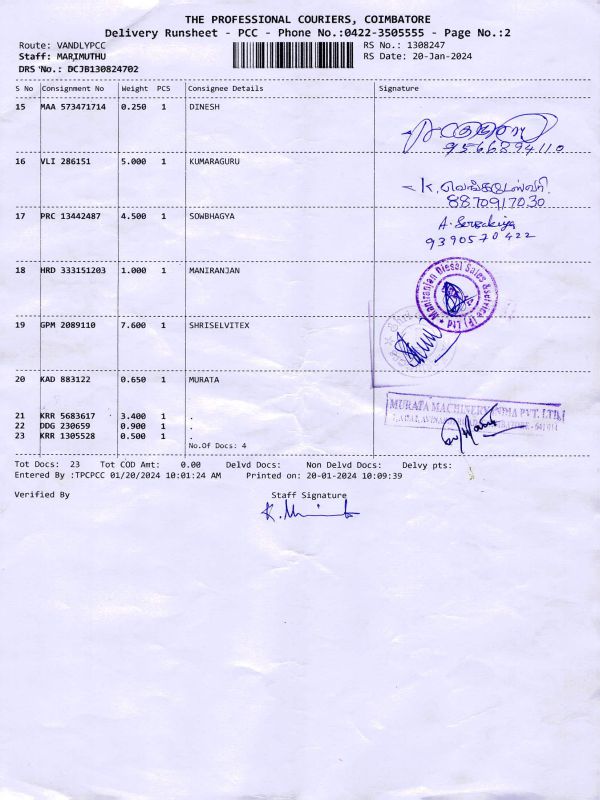 THE PROFESSIONAL COURIERS, COIMBATORE
Delivery Runsheet - PCC - Phone No.:0422-3505555 - Page No.:2
Route: VANDLYPCC RS No.: 1308247
Staff: MARIMUTHU RS Date: 20-Jan-2024
DRS No.: DCJB130824702
S No Consignment No Weight PCS Consignee Details Signature
15 MAA 573471714 0.250 1 DINESH
9566894110
16 VLI 286151 5.000 1 KUMARAGURU
8870917030
17 PRC 13442487 4.500 1 SOWBHAGYA
9390570422
18 HRD 333151203 1.000 1 MANIRANJAN
Maniranjan Diesel Sales &service (P) Ltd
19 GPM 2089110 7.600 1 SHRISELVITEX
20 KAD 883122 0.650 1 MURATA
MURATA MACHINERY INDIA PVT. LTD.
21 KRR 5683617 3.400 1 .
22 DDG 230659 0.900 1 .
23 KRR 1305528 0.500 1 .
No.Of Docs: 4
Tot Docs: 23 Tot COD Amt: 0.00 Delvd Docs: Non Delvd Docs: Delvy pts:
Entered By :TPCPCC 01/20/2024 10:01:24 AM Printed on: 20-01-2024 10:09:39
Verified By Staff Signature